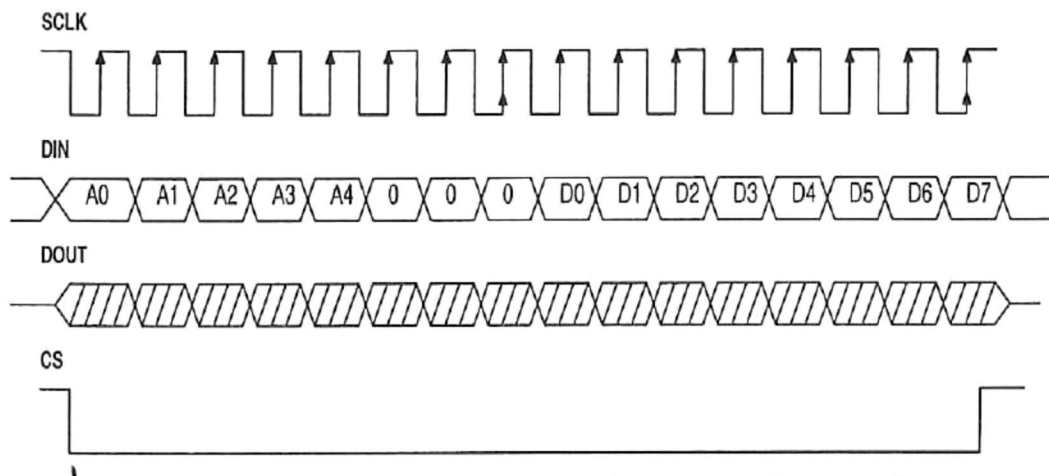 SCLK
DIN
A0 A1 A2 A3 A4 0 0 0 D0 D1 D2 D3 D4 D5 D6 D7
DOUT
CS